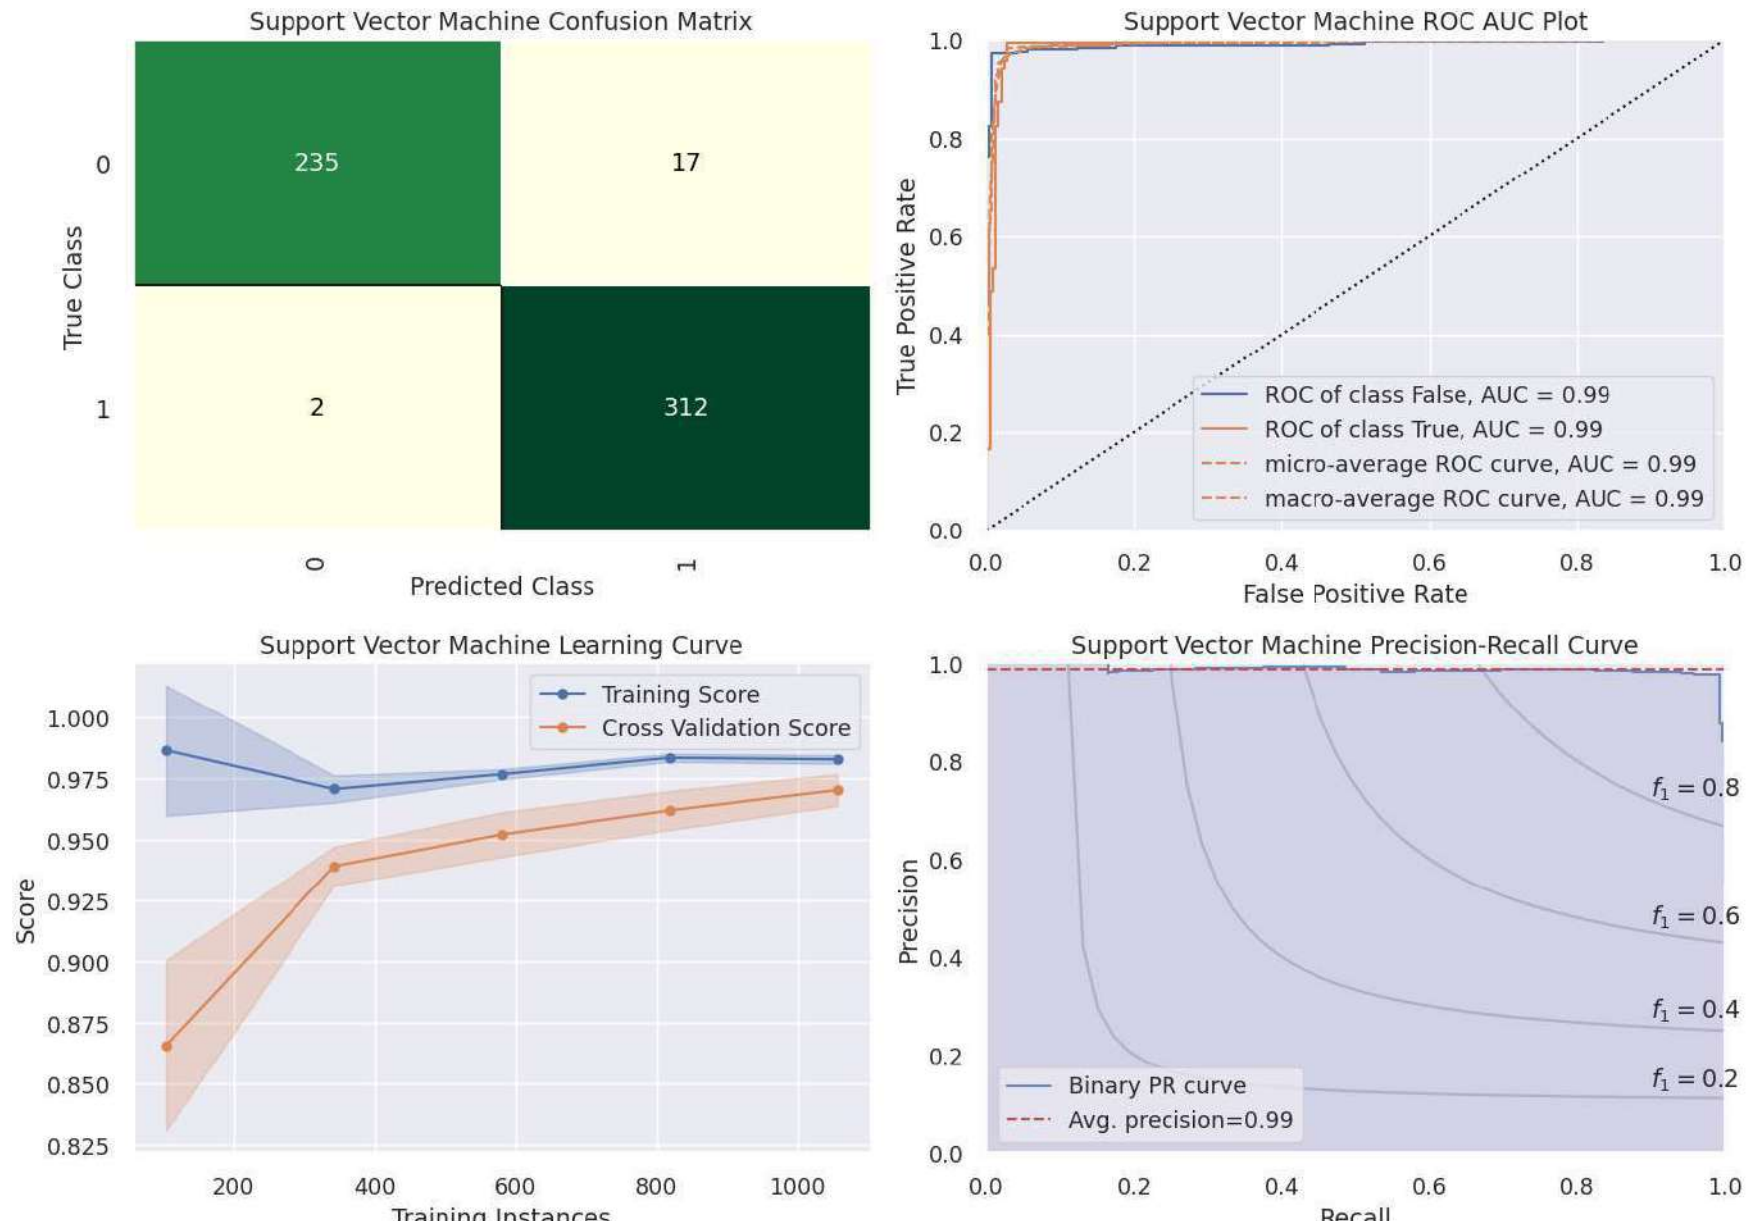 Support Vector Machine Confusion Matrix
True Class
0
1
235
17
2
312
0
1
Predicted Class
Support Vector Machine ROC AUC Plot
True Positive Rate
1.0
0.8
0.6
0.4
0.2
0.0
ROC of class False, AUC = 0.99
ROC of class True, AUC = 0.99
micro-average ROC curve, AUC = 0.99
macro-average ROC curve, AUC = 0.99
0.0 0.2 0.4 0.6 0.8 1.0
False Positive Rate
Support Vector Machine Learning Curve
Score
Training Score
Cross Validation Score
1.000
0.975
0.950
0.925
0.900
0.875
0.850
0.825
200 400 600 800 1000
Training Instances
Support Vector Machine Precision-Recall Curve
Precision
1.0
0.8
0.6
0.4
0.2
0.0
f₁ = 0.8
f₁ = 0.6
f₁ = 0.4
f₁ = 0.2
Binary PR curve
Avg. precision=0.99
0.0 0.2 0.4 0.6 0.8 1.0
Recall